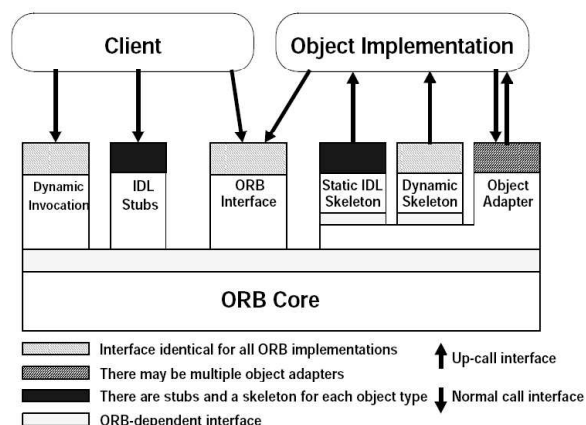 Client
Object Implementation
Dynamic
Invocation
IDL
Stubs
ORB
Interface
Static IDL
Skeleton
Dynamic
Skeleton
Object
Adapter
ORB Core
Interface identical for all ORB implementations
There may be multiple object adapters
There are stubs and a skeleton for each object type
ORB-dependent interface
Up-call interface
Normal call interface